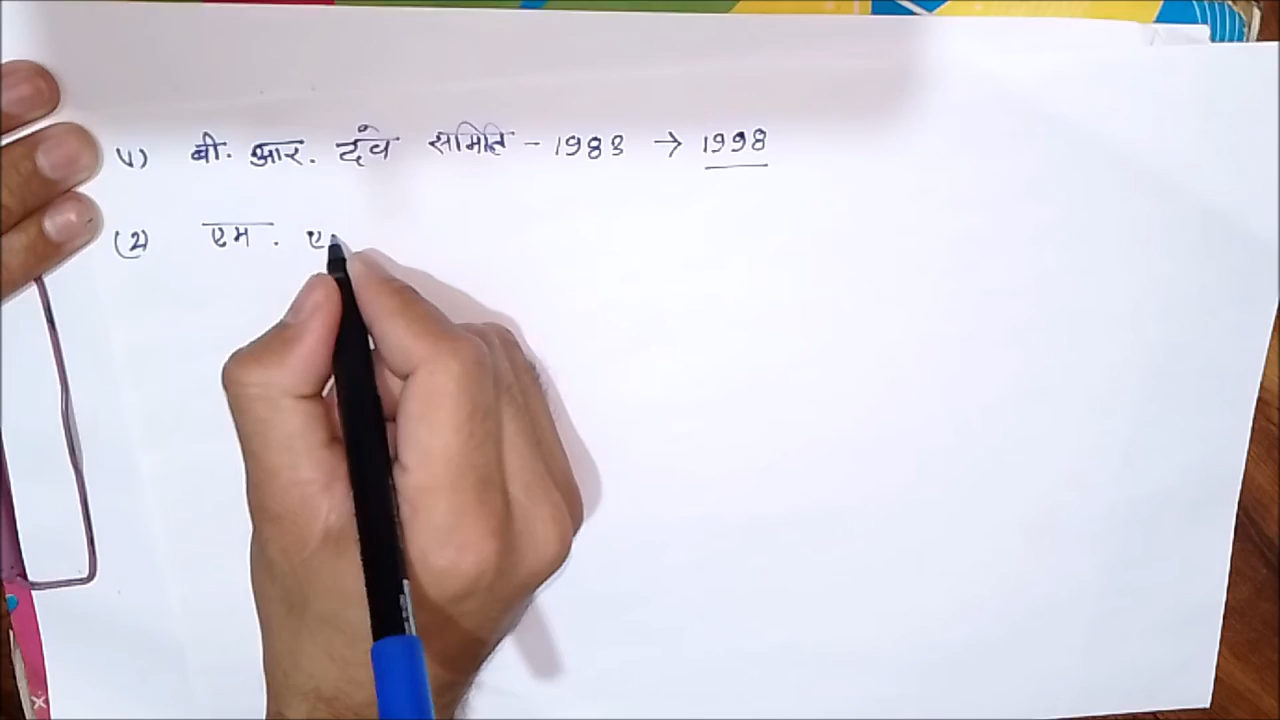 (1) बी. आर. दवे समिति - 1983 → 1998
(2) एम. ए